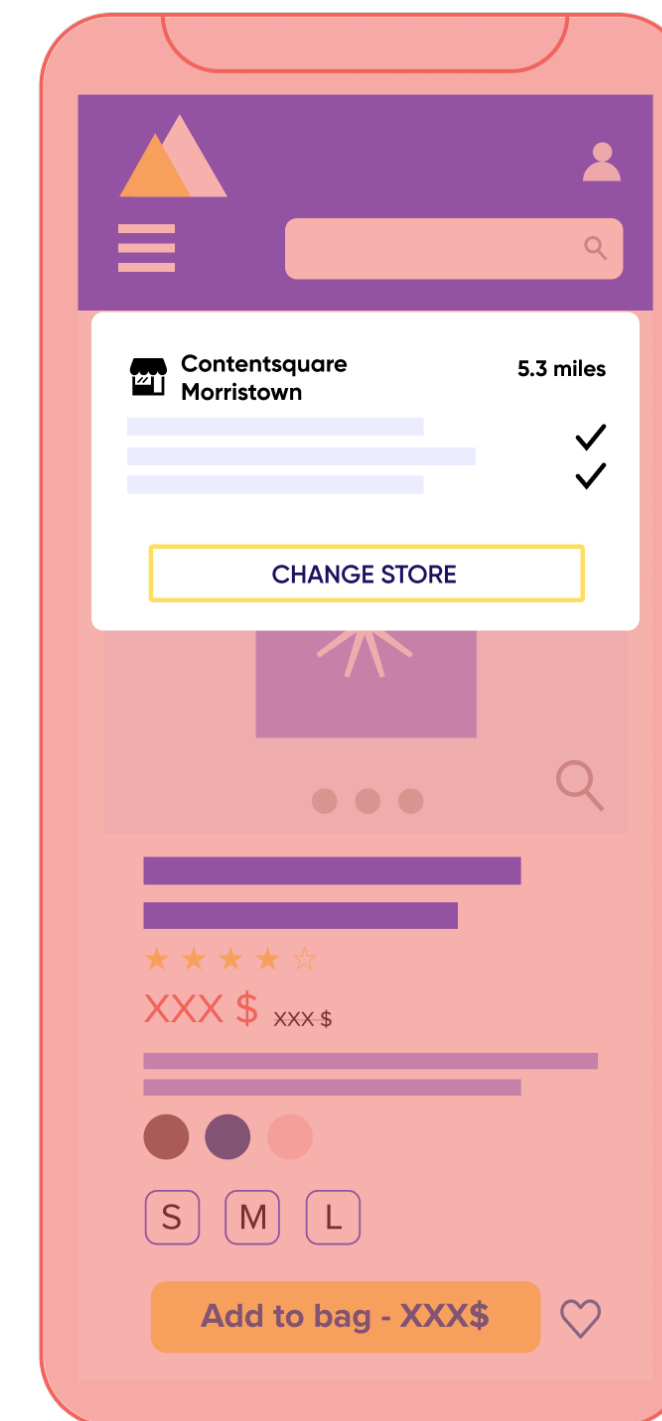 Contentsquare
Morristown
5.3 miles
CHANGE STORE
XXX $ XXX $
S M L
Add to bag - XXX$